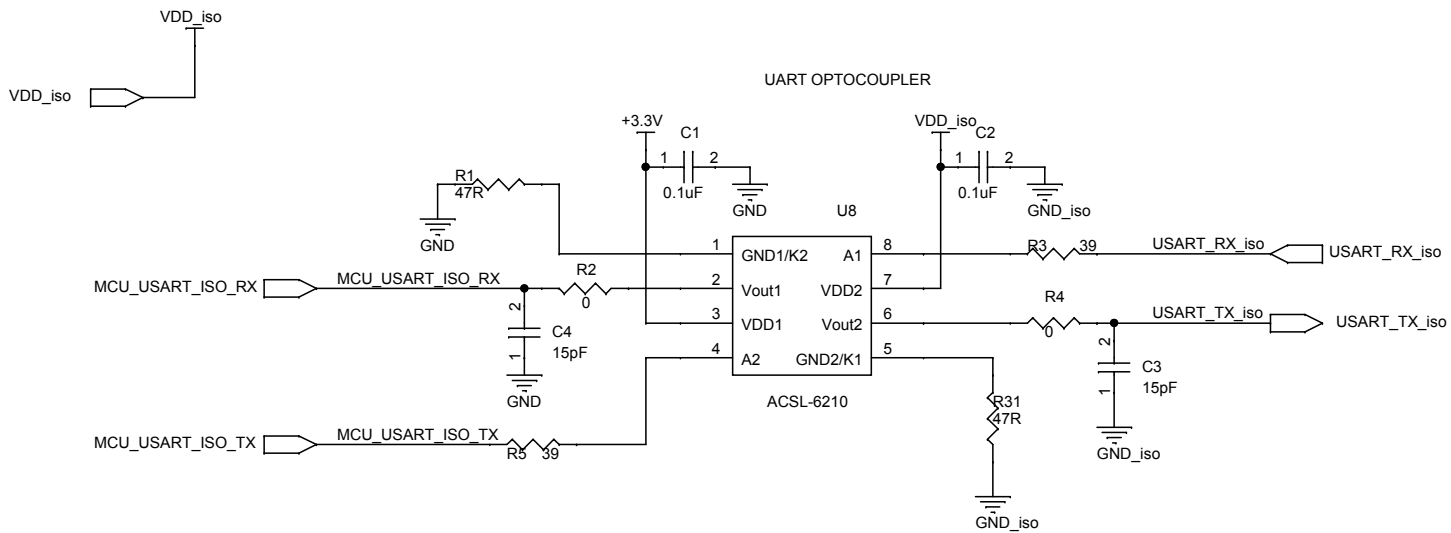 VDD_iso
VDD_iso
UART OPTOCOUPLER
+3.3V
C1
1 2
0.1uF
GND
VDD_iso
C2
1 2
0.1uF
GND_iso
R1
47R
GND
U8
1 GND1/K2 A1 8
2 Vout1 VDD2 7
3 VDD1 Vout2 6
4 A2 GND2/K1 5
ACSL-6210
R3 39 USART_RX_iso USART_RX_iso
MCU_USART_ISO_RX MCU_USART_ISO_RX
R2
0
R4
0
USART_TX_iso USART_TX_iso
2
C4
15pF
1
GND
2
C3
15pF
1
GND_iso
R31
47R
GND_iso
MCU_USART_ISO_TX MCU_USART_ISO_TX
R5 39